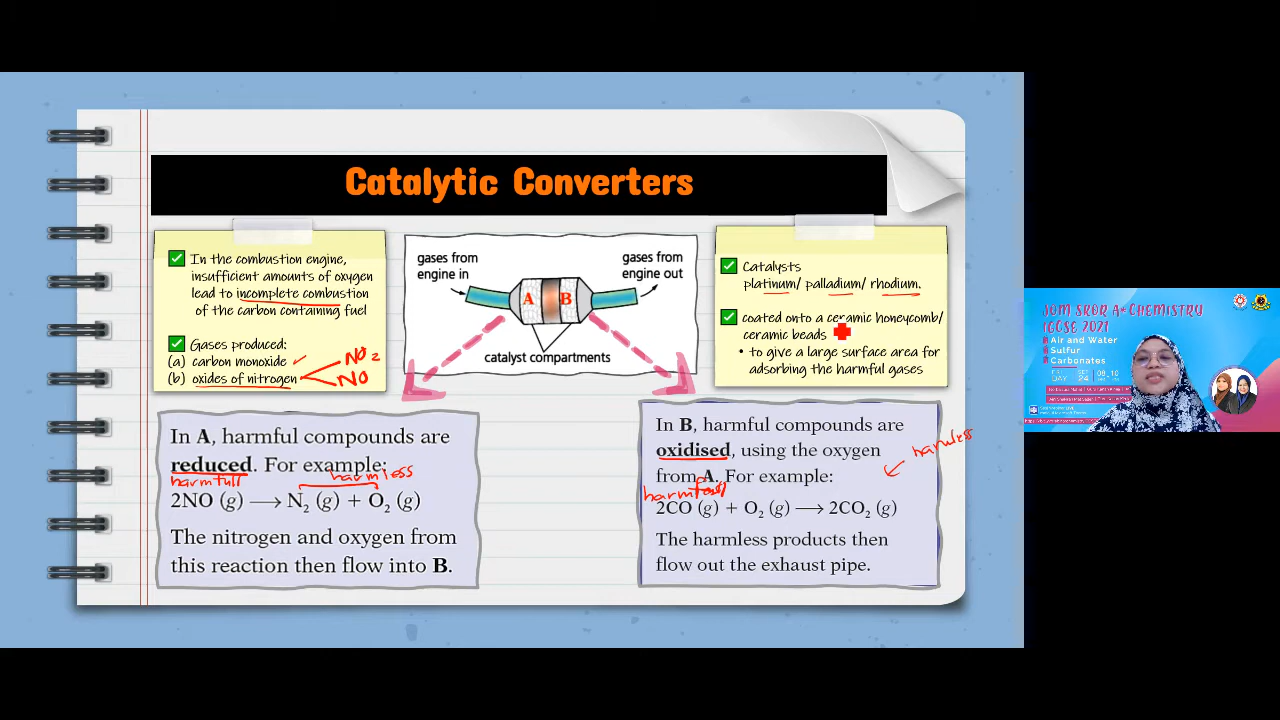 Catalytic Converters
In the combustion engine,
insufficient amounts of oxygen
lead to incomplete combustion
of the carbon containing fuel
Gases produced:
(a) carbon monoxide
(b) oxides of nitrogen
NO2
NO
gases from
engine in
gases from
engine out
A
B
catalyst compartments
Catalysts
platinum/ palladium/ rhodium.
coated onto a ceramic honeycomb/
ceramic beads
• to give a large surface area for
adsorbing the harmful gases
In A, harmful compounds are
reduced. For example:
harmfull
harmless
2NO (g) ⟶ N₂ (g) + O₂ (g)
The nitrogen and oxygen from
this reaction then flow into B.
In B, harmful compounds are
oxidised, using the oxygen
from A. For example:
harmless
2CO (g) + O₂ (g) ⟶ 2CO₂ (g)
The harmless products then
flow out the exhaust pipe.
JOM SKOR A* CHEMISTRY
IGCSE 2021
Air and Water
Sulfur
Carbonates
FRI
DAY
SEP
24